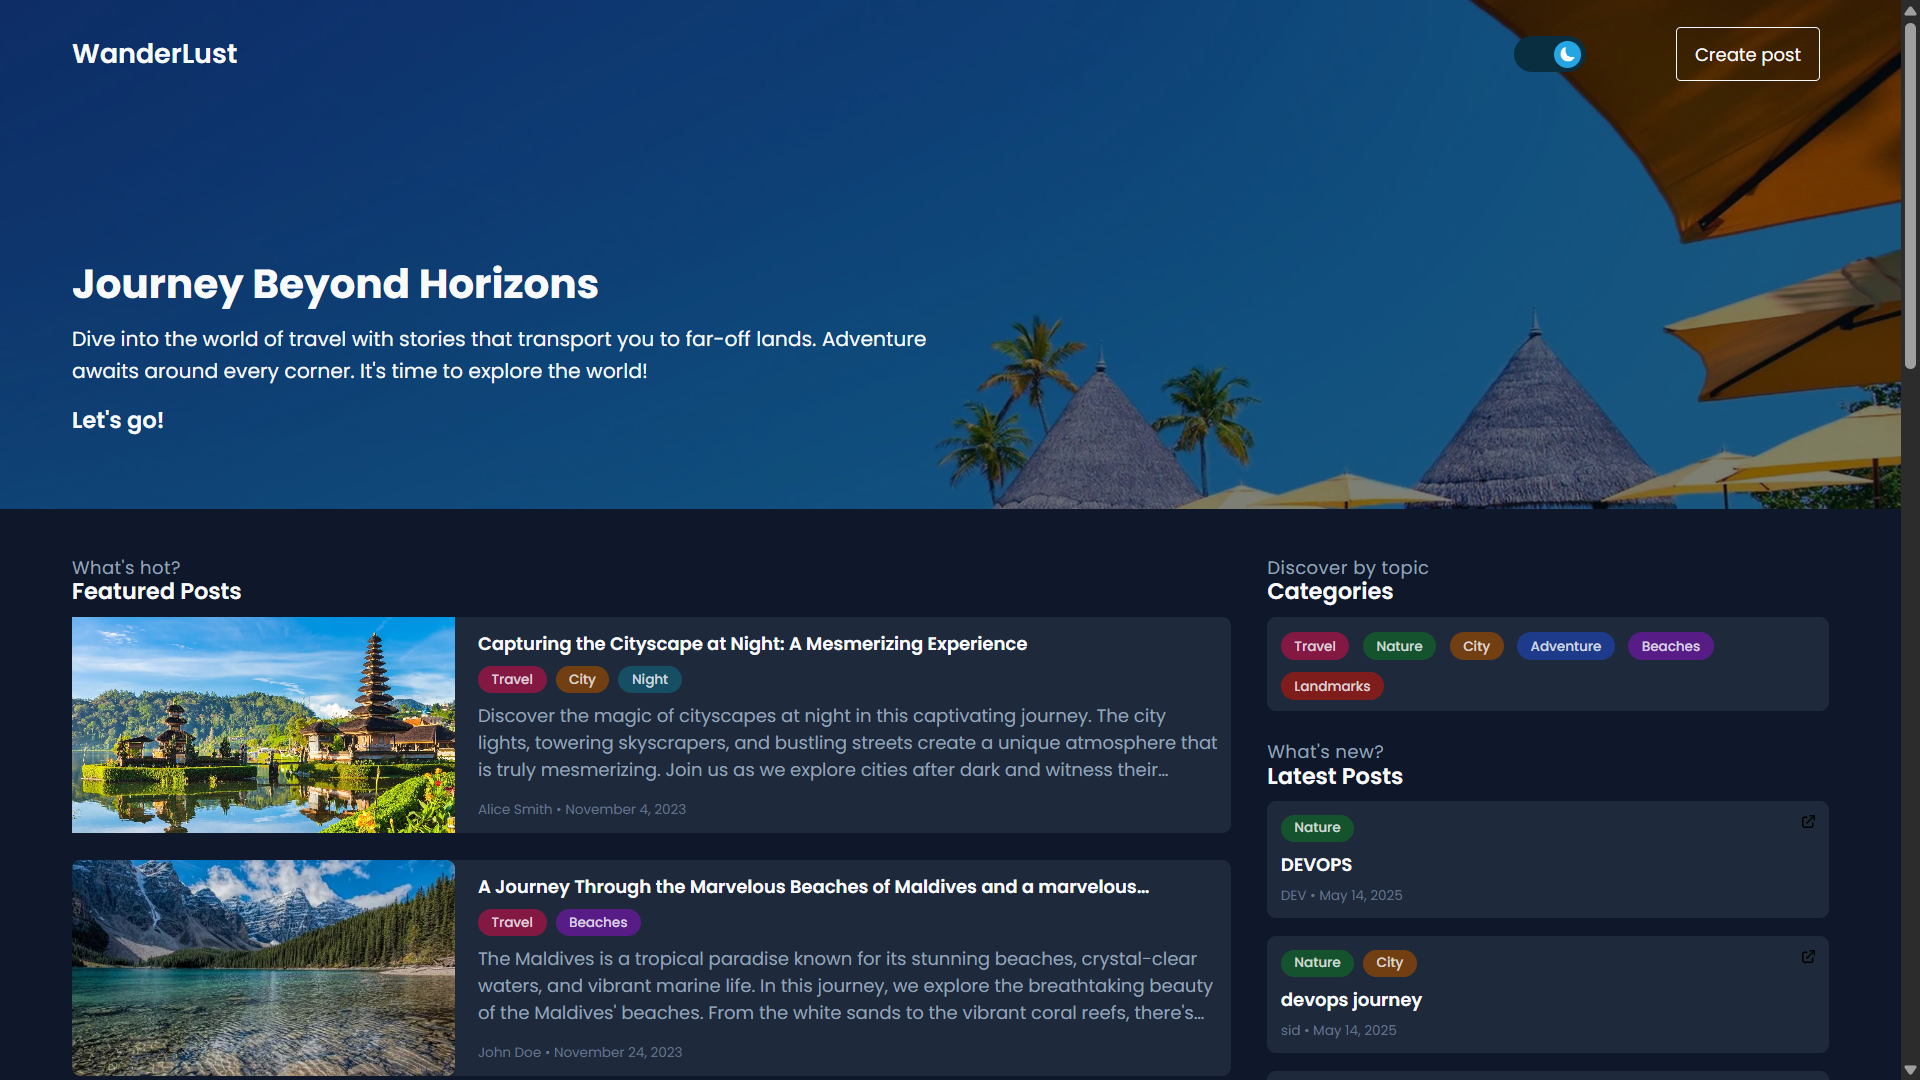 WanderLust
Create post
Journey Beyond Horizons
Dive into the world of travel with stories that transport you to far-off lands. Adventure
awaits around every corner. It's time to explore the world!
Let's go!
What's hot?
Featured Posts
Capturing the Cityscape at Night: A Mesmerizing Experience
Travel City Night
Discover the magic of cityscapes at night in this captivating journey. The city
lights, towering skyscrapers, and bustling streets create a unique atmosphere that
is truly mesmerizing. Join us as we explore cities after dark and witness their...
Alice Smith • November 4, 2023
A Journey Through the Marvelous Beaches of Maldives and a marvelous...
Travel Beaches
The Maldives is a tropical paradise known for its stunning beaches, crystal-clear
waters, and vibrant marine life. In this journey, we explore the breathtaking beauty
of the Maldives' beaches. From the white sands to the vibrant coral reefs, there's...
John Doe • November 24, 2023
Discover by topic
Categories
Travel Nature City Adventure Beaches
Landmarks
What's new?
Latest Posts
Nature
DEVOPS
DEV • May 14, 2025
Nature City
devops journey
sid • May 14, 2025